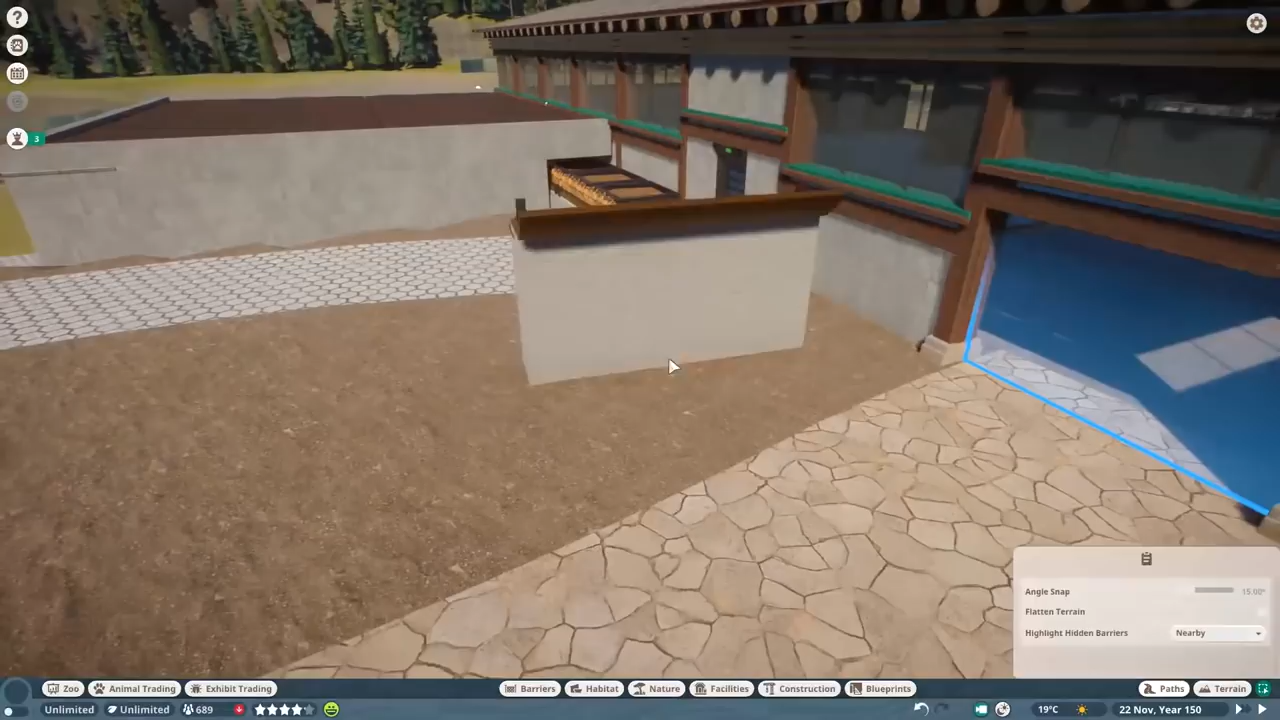 3
Angle Snap 15.00°
Flatten Terrain
Highlight Hidden Barriers Nearby
Zoo Animal Trading Exhibit Trading Barriers Habitat Nature Facilities Construction Blueprints Paths Terrain
Unlimited Unlimited 689 19°C 22 Nov, Year 150